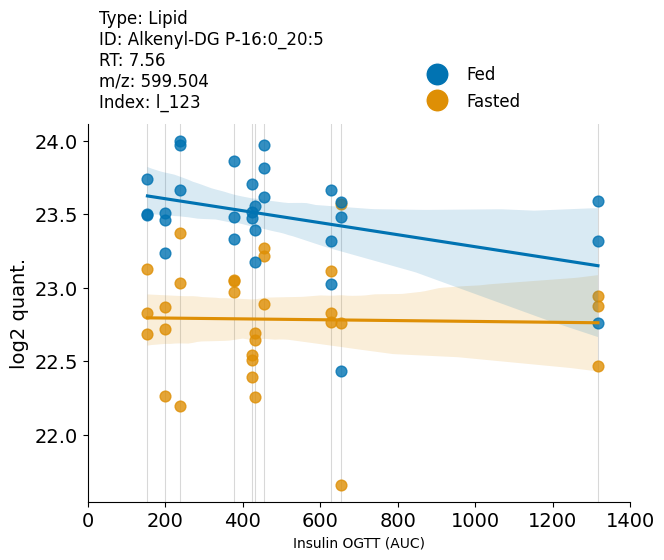 Type: Lipid
ID: Alkenyl-DG P-16:0_20:5
RT: 7.56
m/z: 599.504
Index: l_123
Fed
Fasted
24.0
23.5
23.0
22.5
22.0
log2 quant.
0 200 400 600 800 1000 1200 1400
Insulin OGTT (AUC)